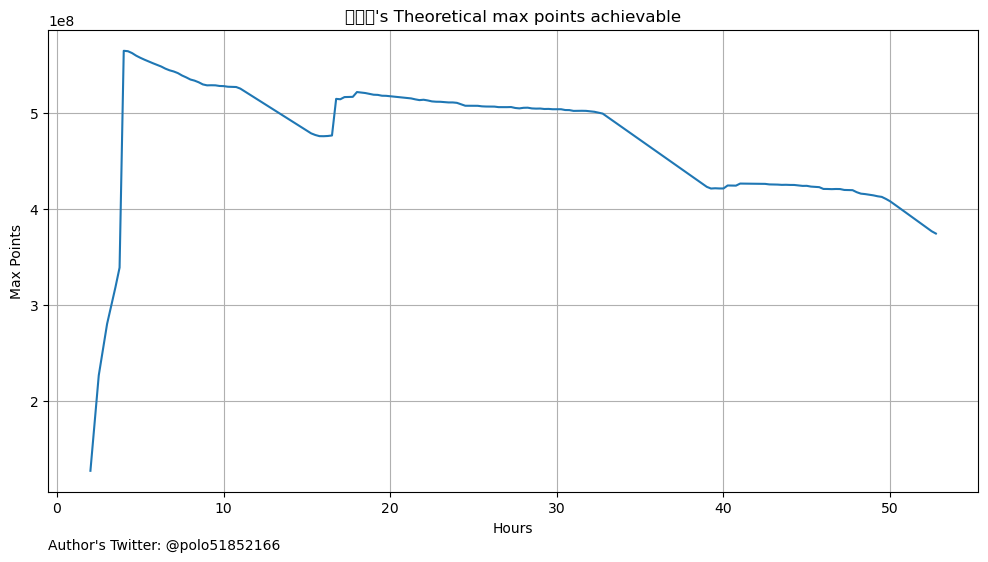 's Theoretical max points achievable
1e8
5
4
3
2
Max Points
0 10 20 30 40 50
Hours
Author's Twitter: @polo51852166